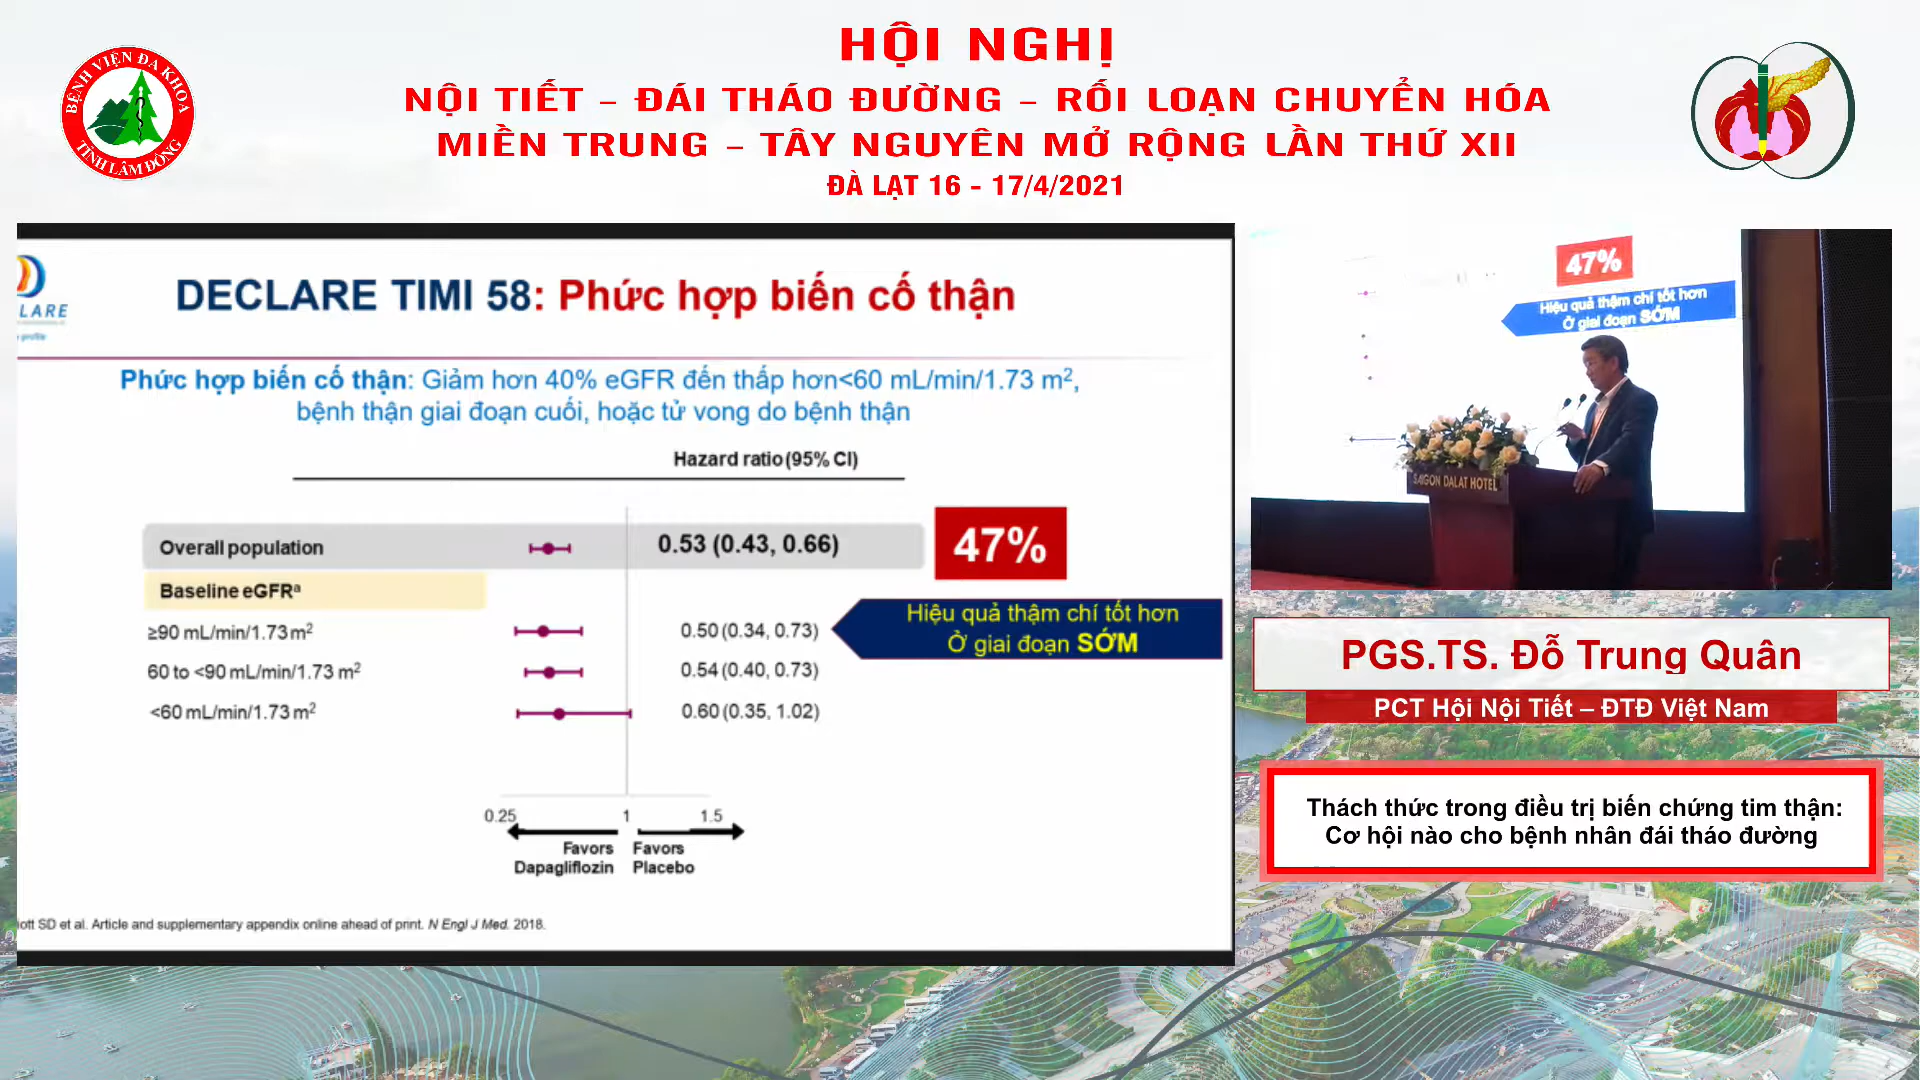 HỘI NGHỊ
NỘI TIẾT – ĐÁI THÁO ĐƯỜNG – RỐI LOẠN CHUYỂN HÓA
MIỀN TRUNG – TÂY NGUYÊN MỞ RỘNG LẦN THỨ XII
ĐÀ LẠT 16 - 17/4/2021
BỆNH VIỆN ĐA KHOA
TỈNH LÂM ĐỒNG
LARE
profile
DECLARE TIMI 58: Phức hợp biến cố thận
Phức hợp biến cố thận: Giảm hơn 40% eGFR đến thấp hơn<60 mL/min/1.73 m²,
bệnh thận giai đoạn cuối, hoặc tử vong do bệnh thận
Hazard ratio (95% CI)
Overall population 0.53 (0.43, 0.66) 47%
Baseline eGFRᵃ
≥90 mL/min/1.73 m² 0.50 (0.34, 0.73)
Hiệu quả thậm chí tốt hơn
Ở giai đoạn SỚM
60 to <90 mL/min/1.73 m² 0.54 (0.40, 0.73)
<60 mL/min/1.73 m² 0.60 (0.35, 1.02)
0.25 1 1.5
Favors Favors
Dapagliflozin Placebo
iott SD et al. Article and supplementary appendix online ahead of print. N Engl J Med. 2018.
47%
Hiệu quả thậm chí tốt hơn
Ở giai đoạn SỚM
SAIGON DALAT HOTEL
PGS.TS. Đỗ Trung Quân
PCT Hội Nội Tiết – ĐTĐ Việt Nam
Thách thức trong điều trị biến chứng tim thận:
Cơ hội nào cho bệnh nhân đái tháo đường